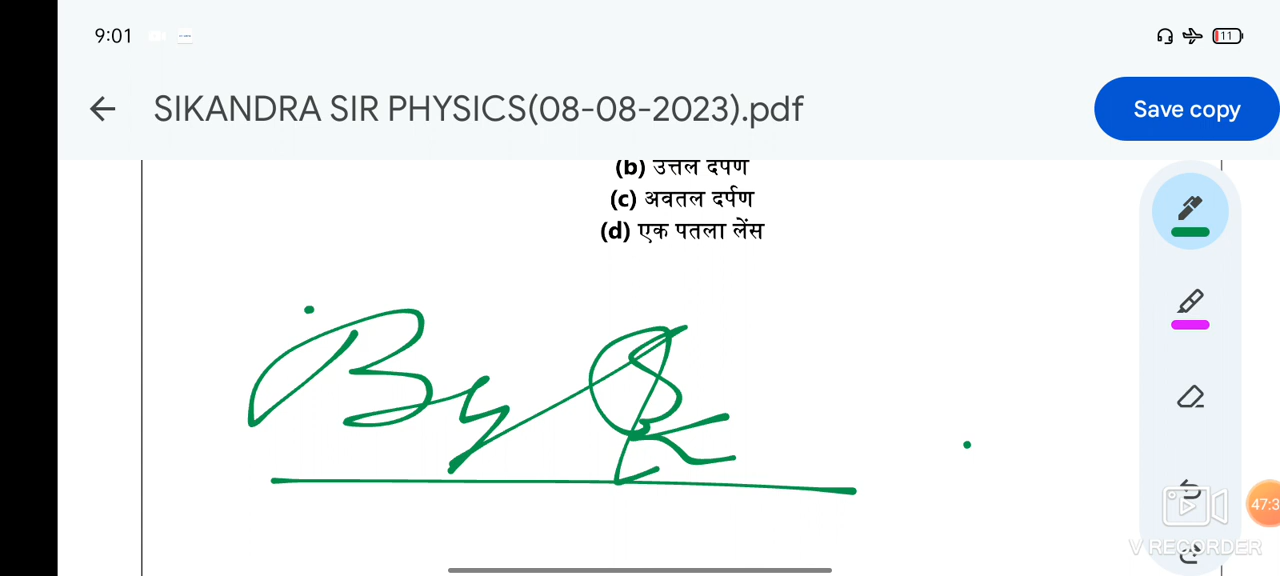 9:01
11
SIKANDRA SIR PHYSICS(08-08-2023).pdf
Save copy
(b) उत्तल दर्पण
(c) अवतल दर्पण
(d) एक पतला लेंस
By
47:3
V RECORDER